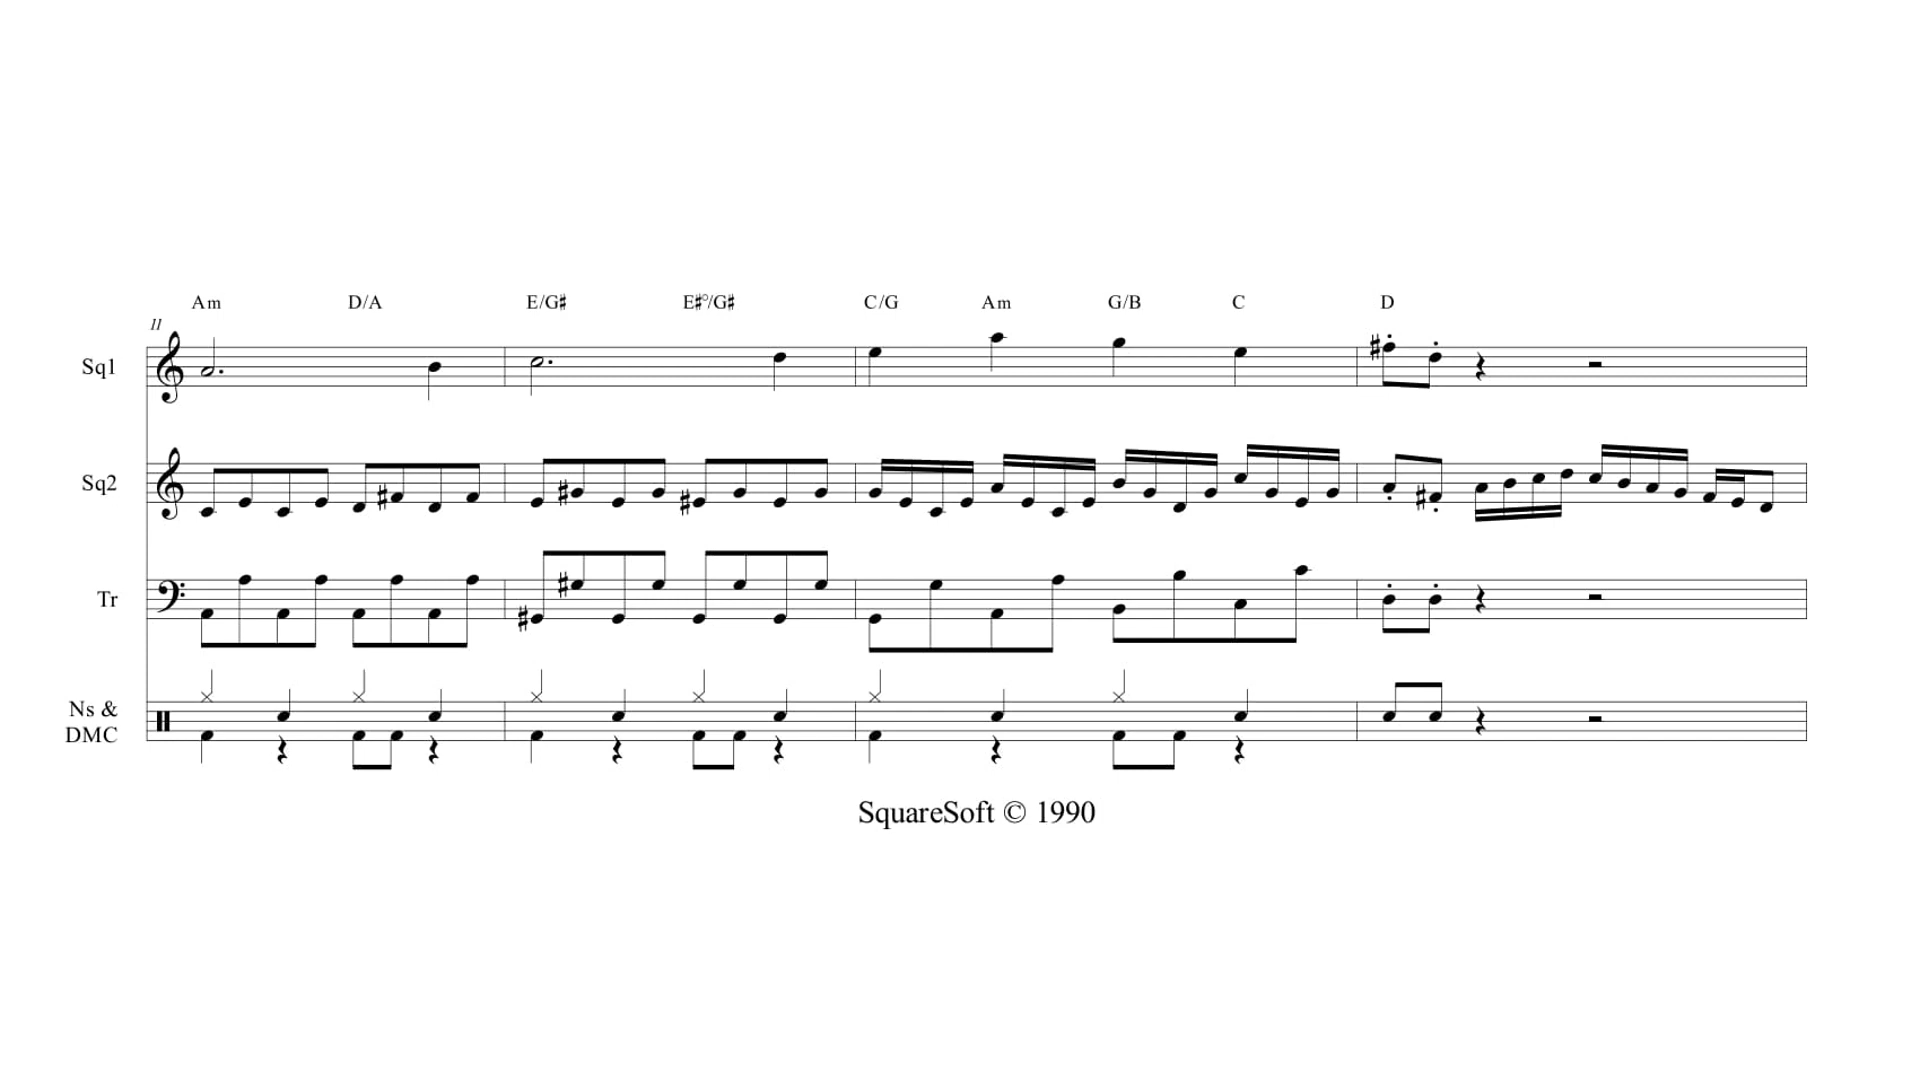 Am D/A E/G♯ E♯°/G♯ C/G Am G/B C D
11
Sq1
Sq2
Tr
Ns &
DMC
SquareSoft © 1990